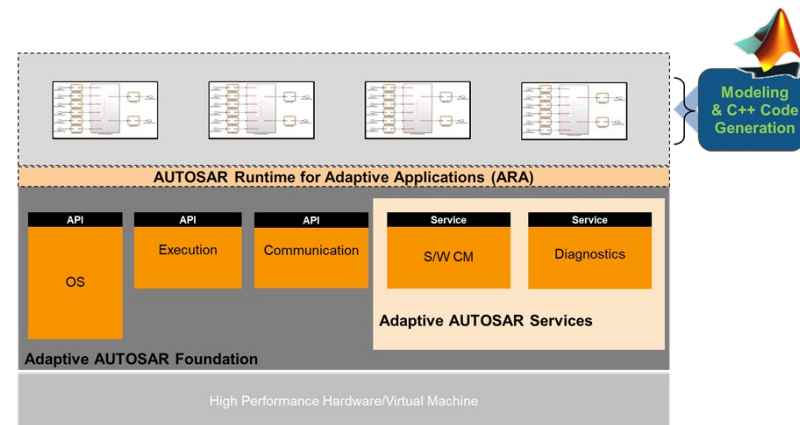 Modeling
& C++ Code
Generation
AUTOSAR Runtime for Adaptive Applications (ARA)
API
OS
API
Execution
API
Communication
Service
S/W CM
Service
Diagnostics
Adaptive AUTOSAR Services
Adaptive AUTOSAR Foundation
High Performance Hardware/Virtual Machine